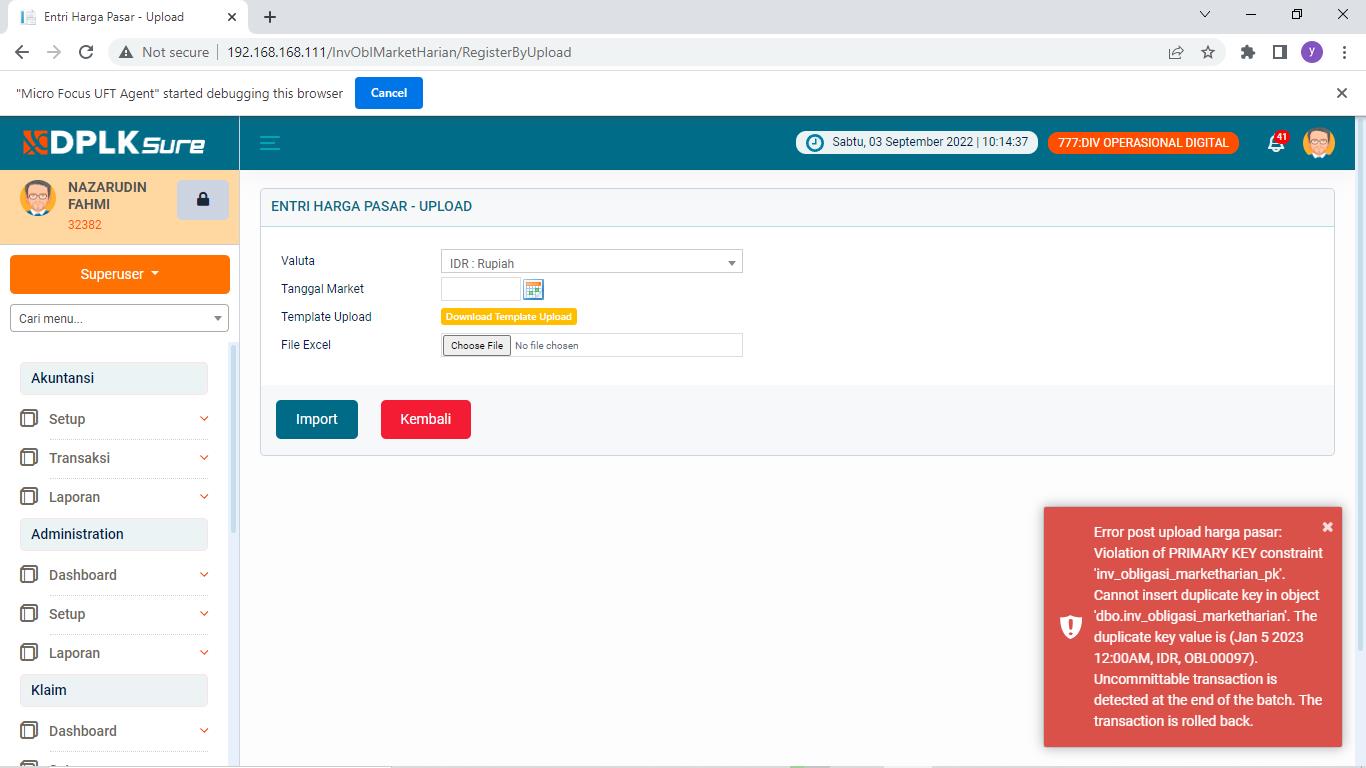 Entri Harga Pasar - Upload
Not secure
192.168.168.111/InvOblMarketHarian/RegisterByUpload
y
"Micro Focus UFT Agent" started debugging this browser
Cancel
DPLK Sure
Sabtu, 03 September 2022 | 10:14:37
777:DIV OPERASIONAL DIGITAL
41
NAZARUDIN
FAHMI
32382
Superuser
Cari menu...
Akuntansi
Setup
Transaksi
Laporan
Administration
Dashboard
Setup
Laporan
Klaim
Dashboard
ENTRI HARGA PASAR - UPLOAD
Valuta
IDR : Rupiah
Tanggal Market
Template Upload
Download Template Upload
File Excel
Choose File No file chosen
Import
Kembali
Error post upload harga pasar:
Violation of PRIMARY KEY constraint
'inv_obligasi_marketharian_pk'.
Cannot insert duplicate key in object
'dbo.inv_obligasi_marketharian'. The
duplicate key value is (Jan 5 2023
12:00AM, IDR, OBL00097).
Uncommittable transaction is
detected at the end of the batch. The
transaction is rolled back.